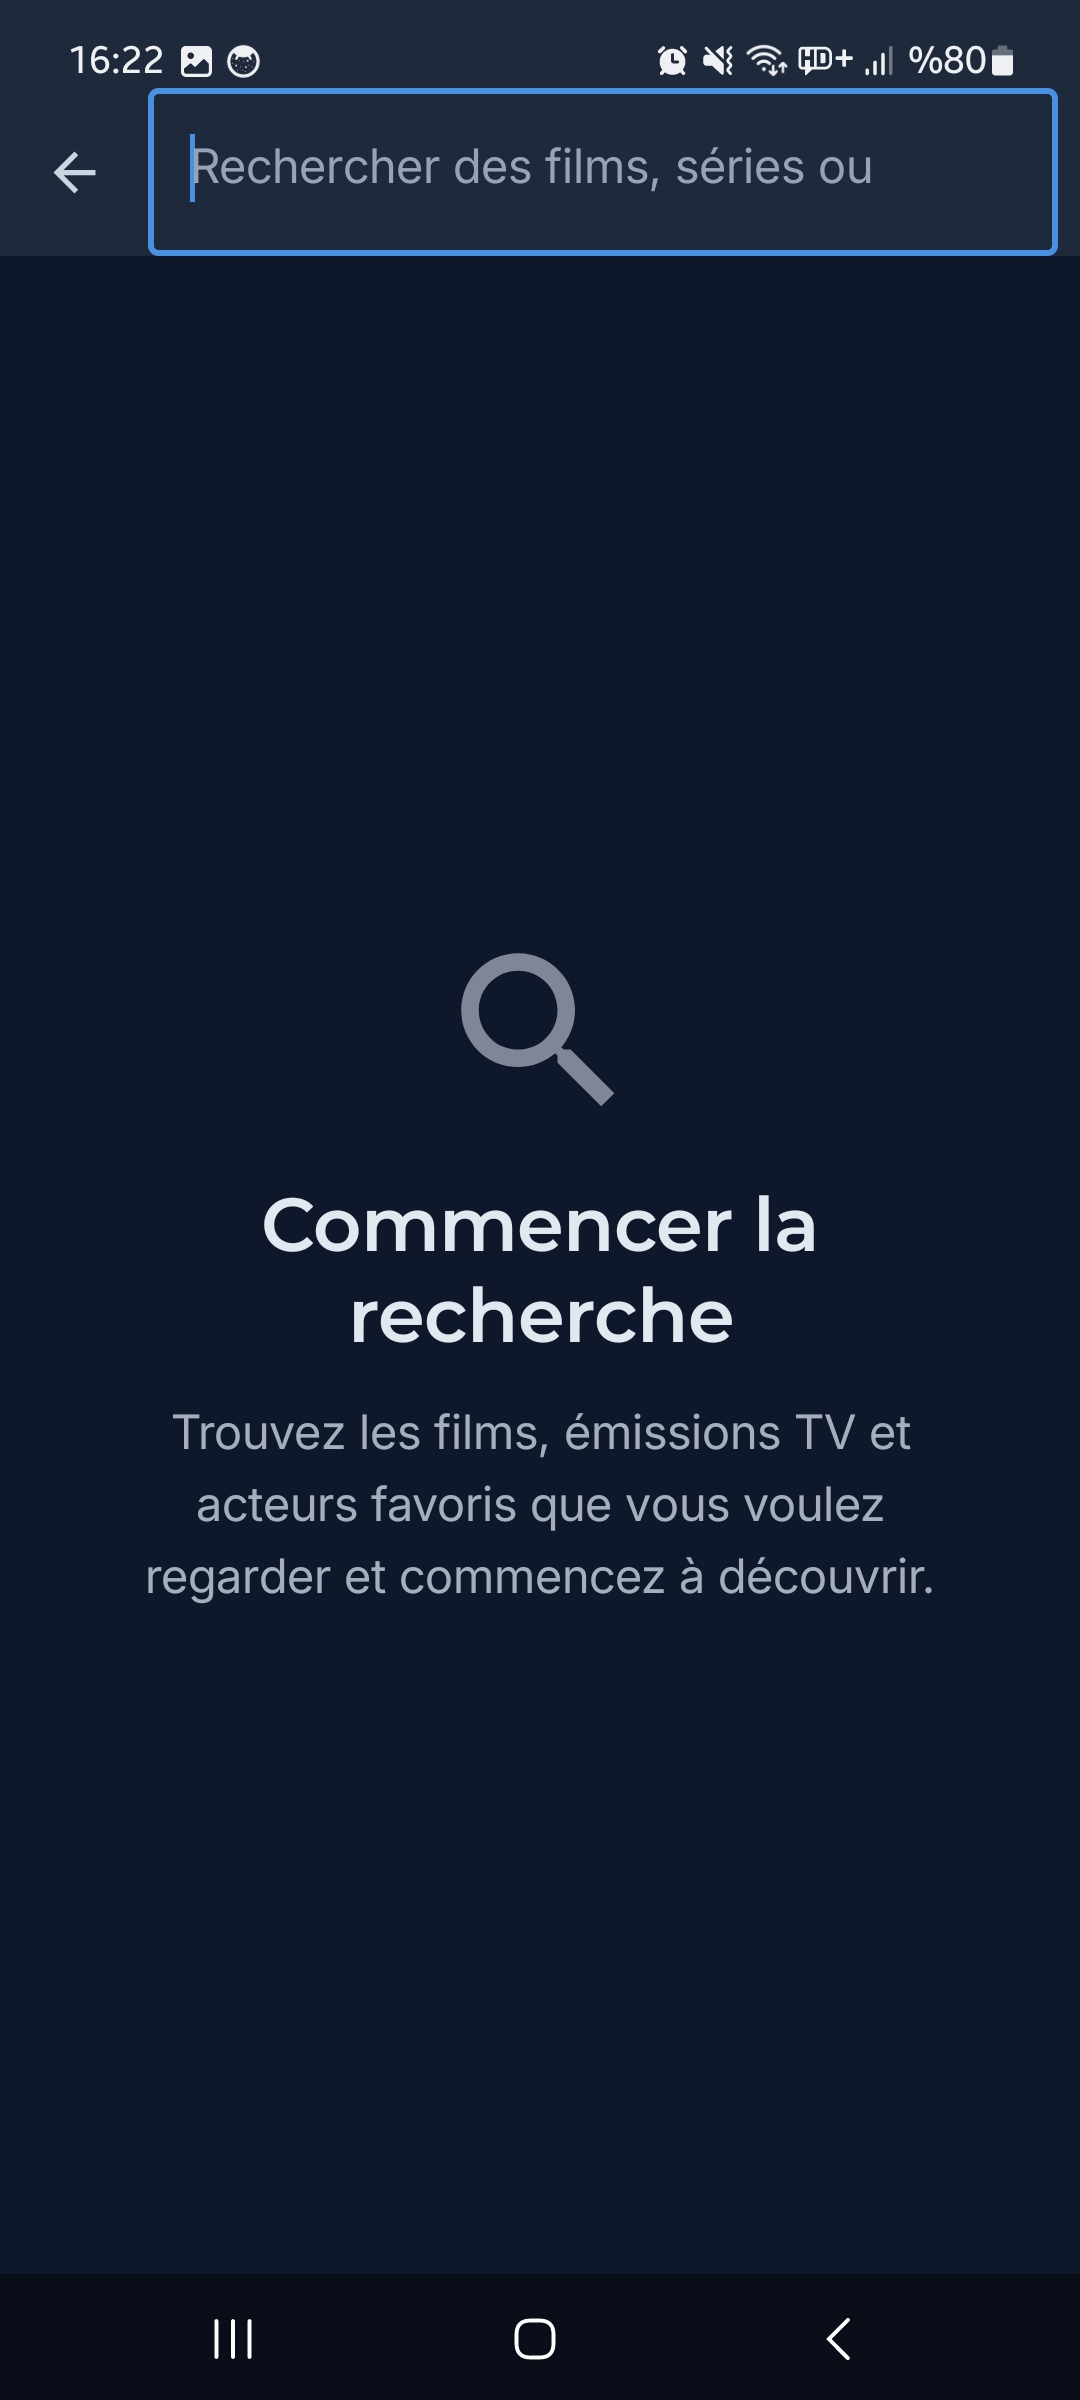 16:22 HD+ %80
Rechercher des films, séries ou
Commencer la
recherche
Trouvez les films, émissions TV et
acteurs favoris que vous voulez
regarder et commencez à découvrir.